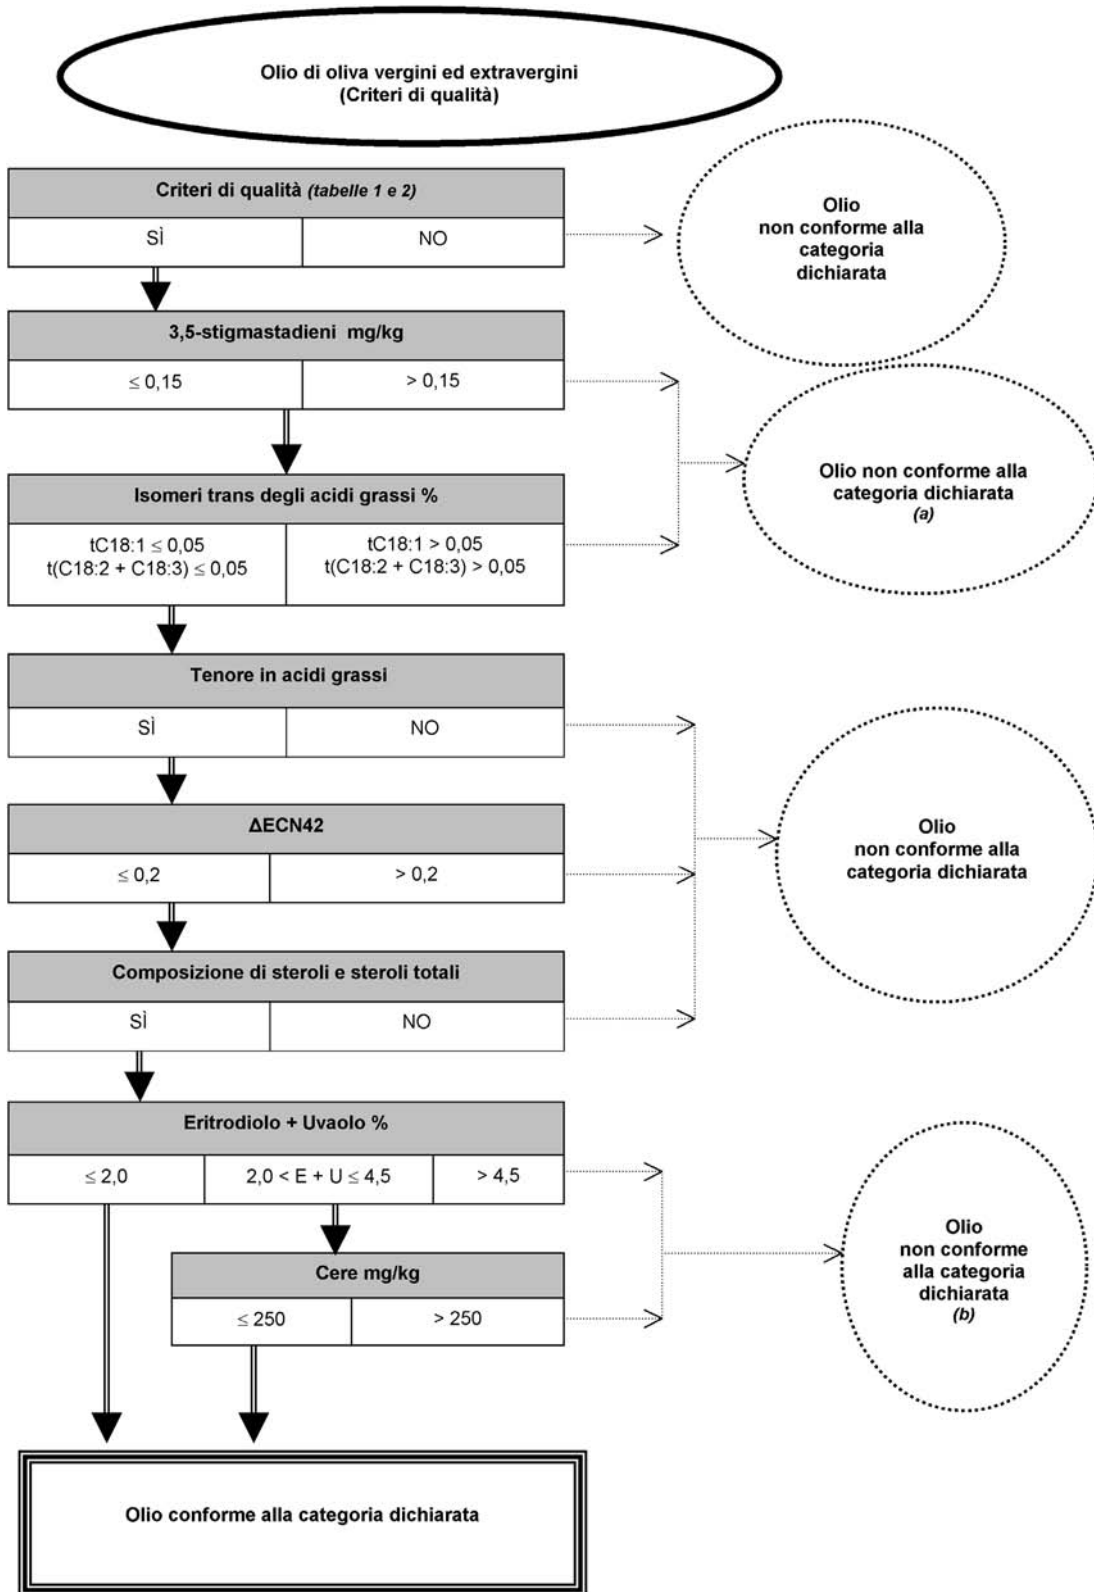 Olio di oliva vergini ed extravergini
(Criteri di qualità)
Criteri di qualità (tabelle 1 e 2)
SÌ
NO
Olio
non conforme alla
categoria
dichiarata
3,5-stigmastadieni mg/kg
≤ 0,15
> 0,15
Isomeri trans degli acidi grassi %
tC18:1 ≤ 0,05
t(C18:2 + C18:3) ≤ 0,05
tC18:1 > 0,05
t(C18:2 + C18:3) > 0,05
Olio non conforme alla
categoria dichiarata
(a)
Tenore in acidi grassi
SÌ
NO
ΔECN42
≤ 0,2
> 0,2
Composizione di steroli e steroli totali
SÌ
NO
Olio
non conforme alla
categoria dichiarata
Eritrodiolo + Uvaolo %
≤ 2,0
2,0 < E + U ≤ 4,5
> 4,5
Cere mg/kg
≤ 250
> 250
Olio
non conforme
alla categoria
dichiarata
(b)
Olio conforme alla categoria dichiarata